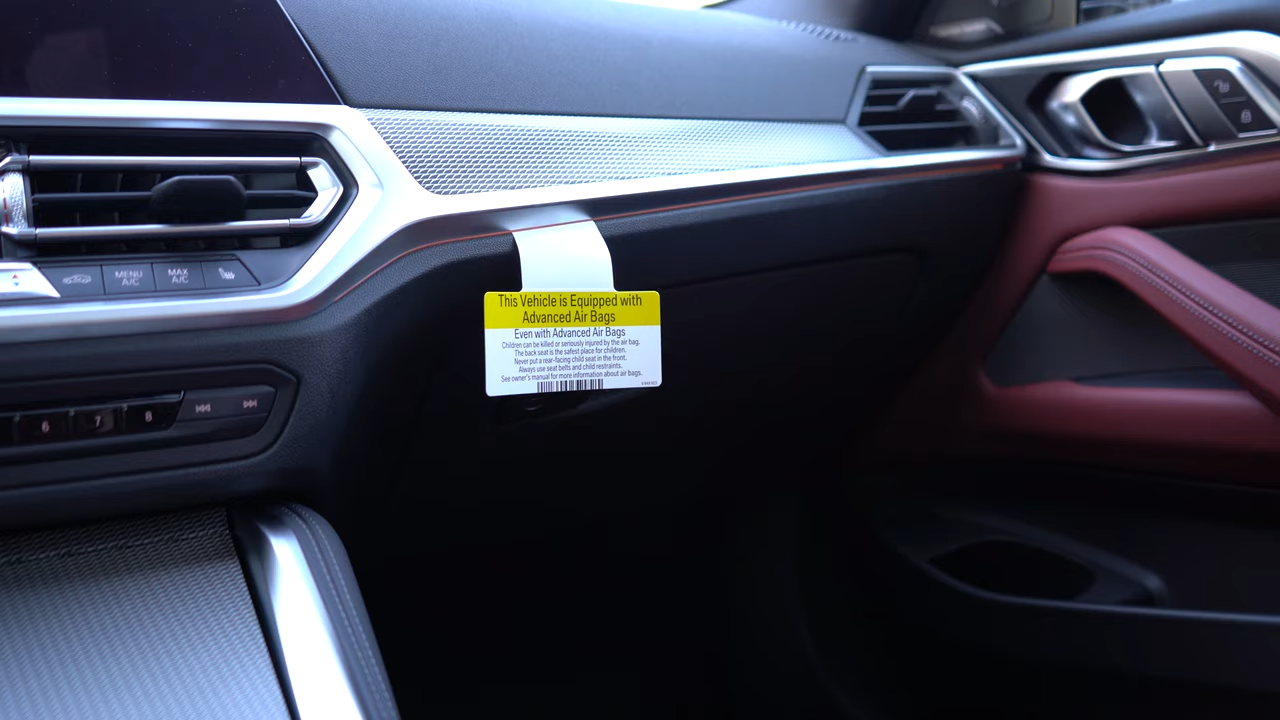 MENU
A/C
MAX
A/C
This Vehicle is Equipped with
Advanced Air Bags
Even with Advanced Air Bags
Children can be killed or seriously injured by the air bag.
The back seat is the safest place for children.
Never put a rear-facing child seat in the front.
Always use seat belts and child restraints.
See owner's manual for more information about air bags.
6 7 8